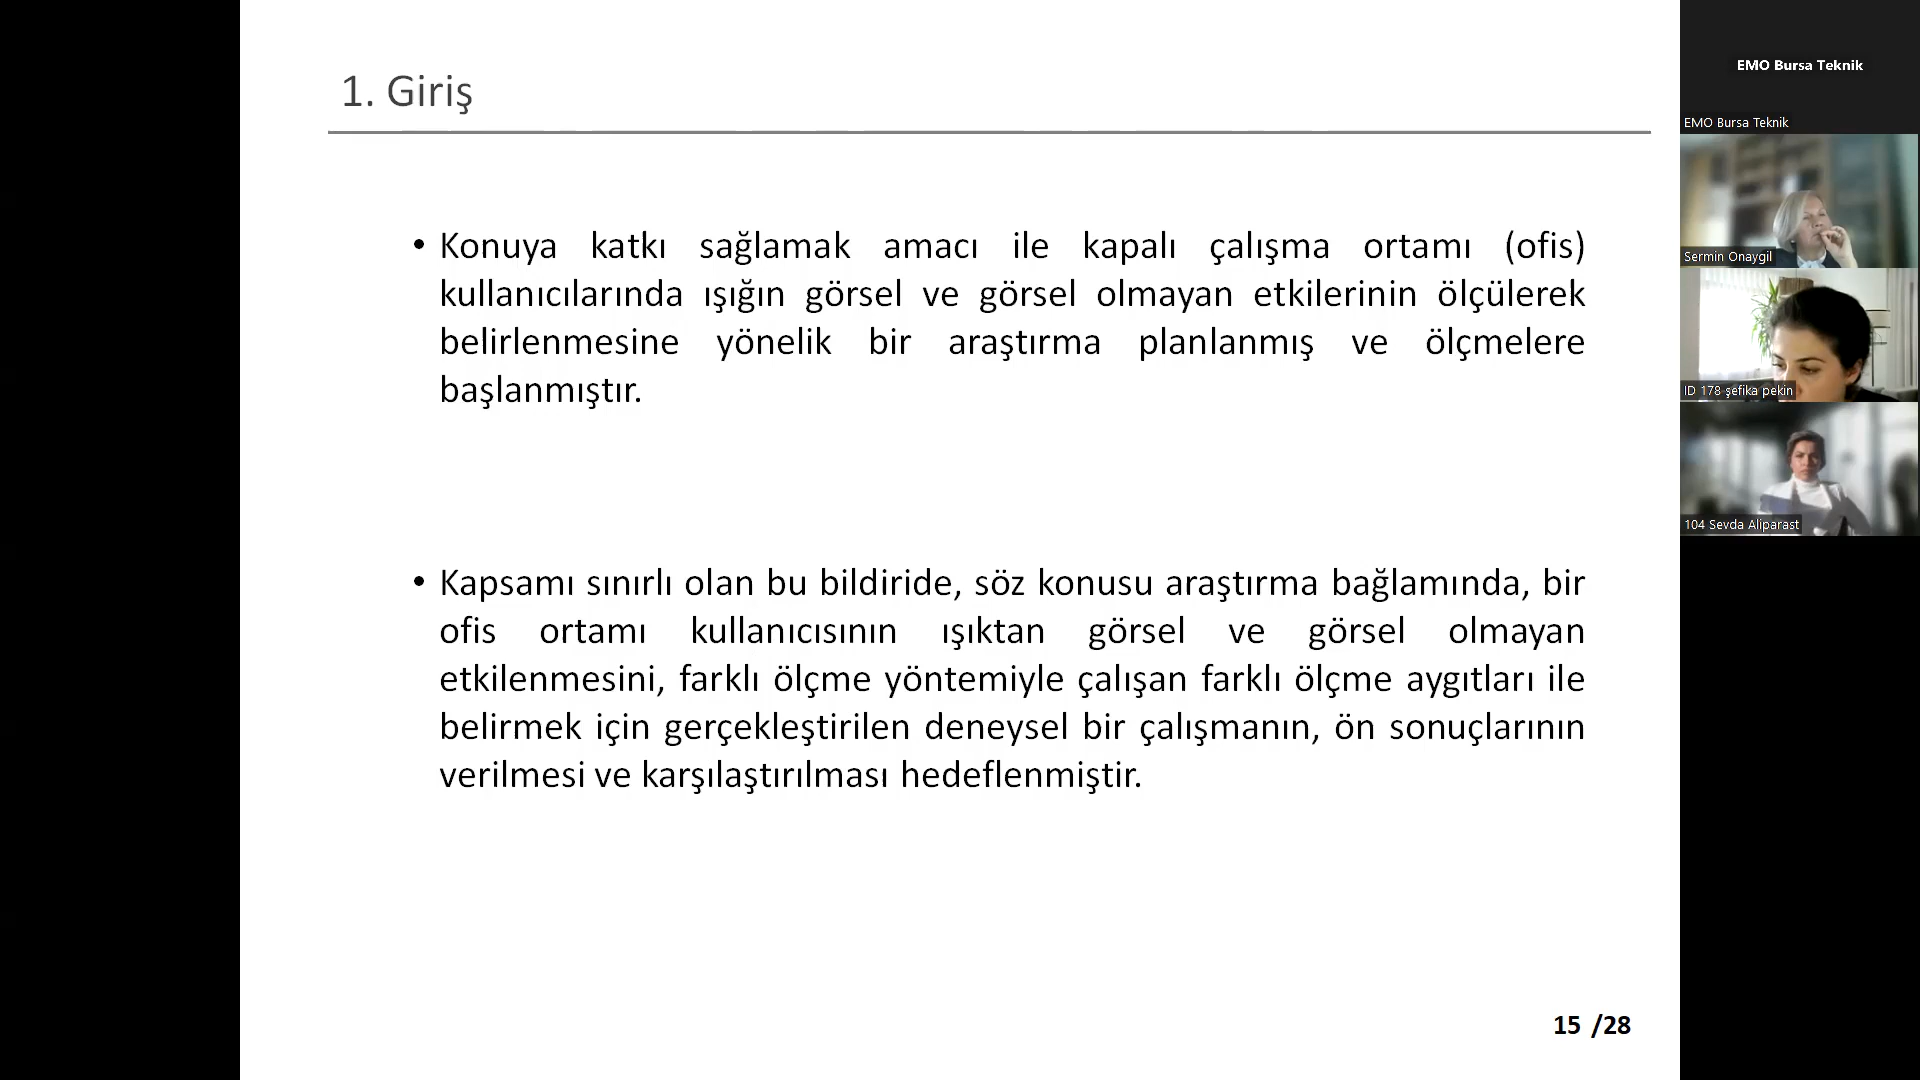 1. Giriş
• Konuya katkı sağlamak amacı ile kapalı çalışma ortamı (ofis)
kullanıcılarında ışığın görsel ve görsel olmayan etkilerinin ölçülerek
belirlenmesine yönelik bir araştırma planlanmış ve ölçmelere
başlanmıştır.
• Kapsamı sınırlı olan bu bildiride, söz konusu araştırma bağlamında, bir
ofis ortamı kullanıcısının ışıktan görsel ve görsel olmayan
etkilenmesini, farklı ölçme yöntemiyle çalışan farklı ölçme aygıtları ile
belirmek için gerçekleştirilen deneysel bir çalışmanın, ön sonuçlarının
verilmesi ve karşılaştırılması hedeflenmiştir.
15 /28
EMO Bursa Teknik
EMO Bursa Teknik
Sermin Onaygil
ID 178 şefika pekin
104 Sevda Aliparast